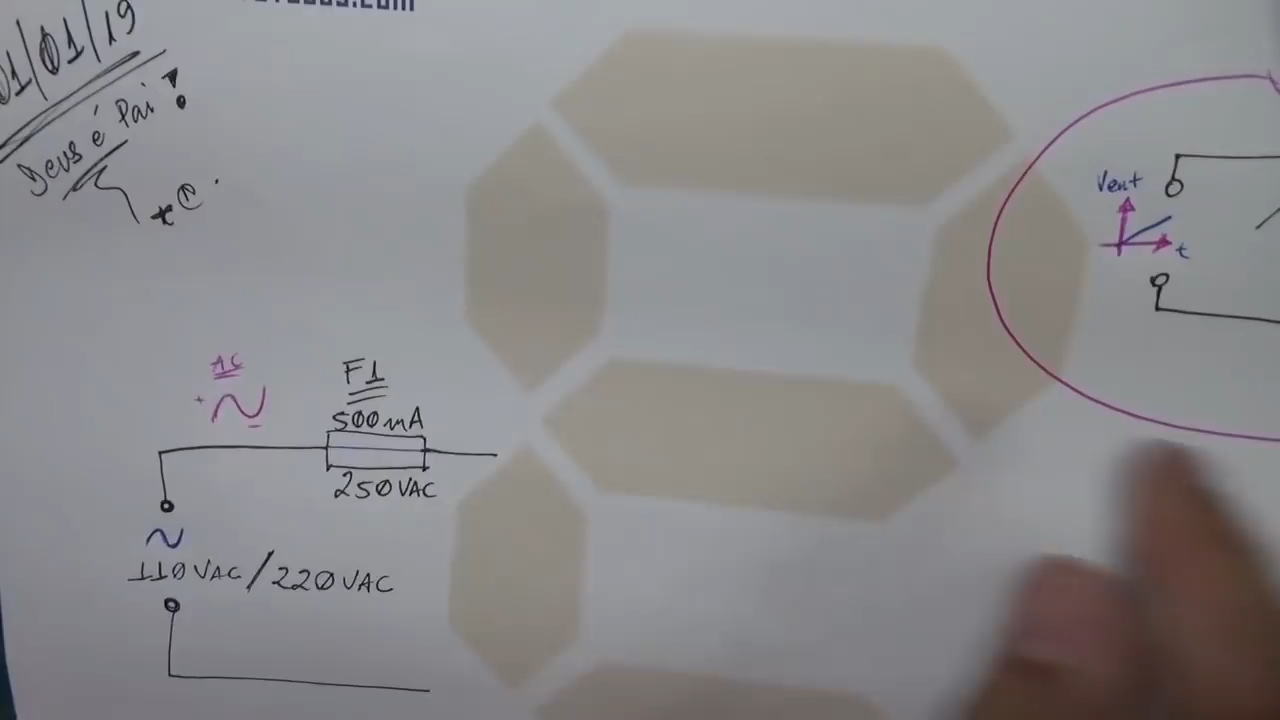 01/01/19
Deus é Pai!
Vent
t
AC
+
-
F1
500mA
250VAC
110VAC/220VAC